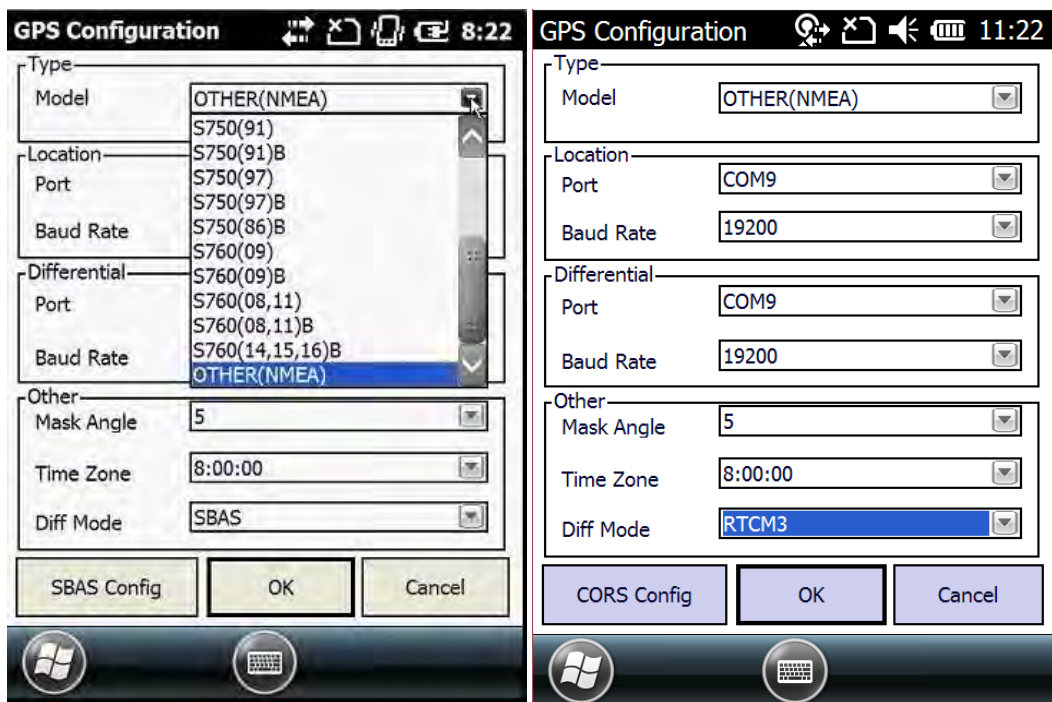 GPS Configuration 8:22
Type
Model OTHER(NMEA)
S750(91)
S750(91)B
Location
S750(97)
Port
S750(97)B
Baud Rate S750(86)B
S760(09)
Differential S760(09)B
Port S760(08,11)
S760(08,11)B
Baud Rate S760(14,15,16)B
OTHER(NMEA)
Other
Mask Angle 5
Time Zone 8:00:00
Diff Mode SBAS
SBAS Config OK Cancel
GPS Configuration 11:22
Type
Model OTHER(NMEA)
Location
Port COM9
Baud Rate 19200
Differential
Port COM9
Baud Rate 19200
Other
Mask Angle 5
Time Zone 8:00:00
Diff Mode RTCM3
CORS Config OK Cancel